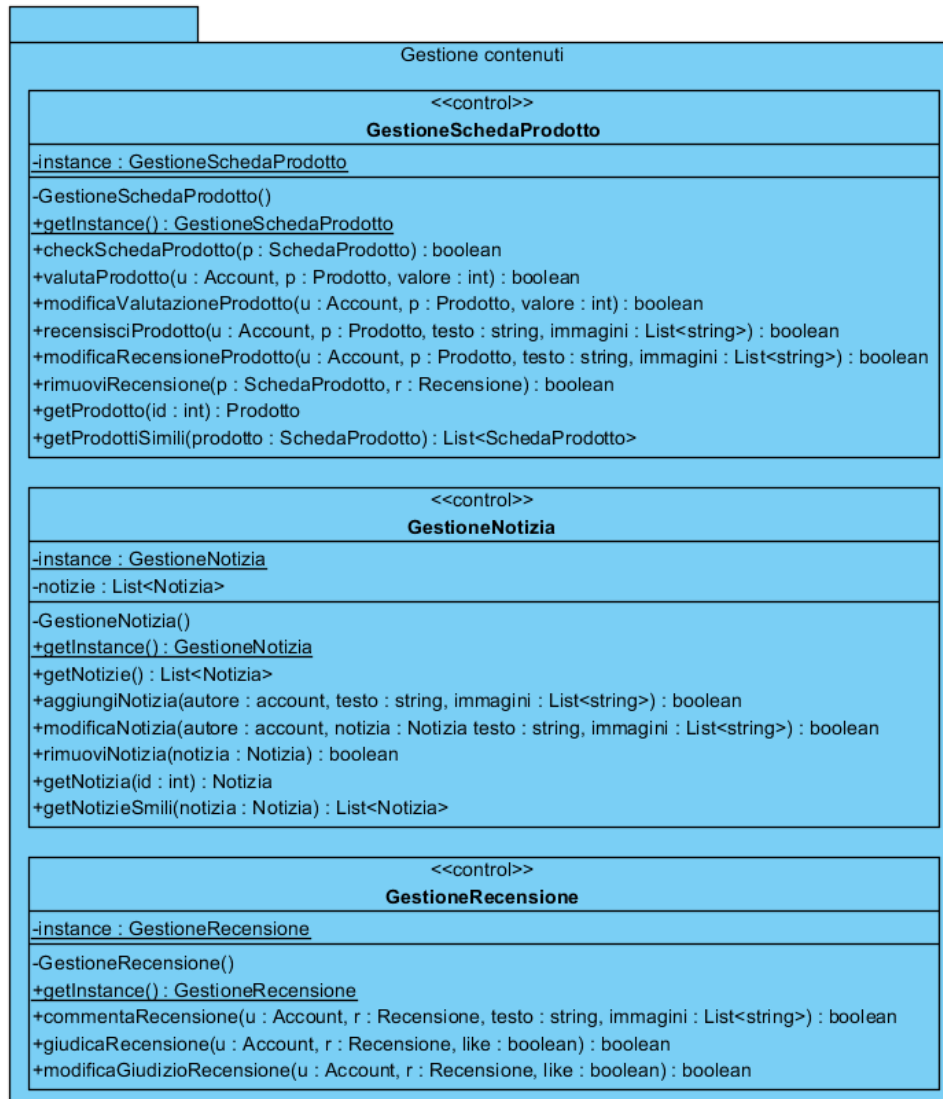 Gestione contenuti
<<control>>
GestioneSchedaProdotto
-instance : GestioneSchedaProdotto
-GestioneSchedaProdotto()
+getInstance() : GestioneSchedaProdotto
+checkSchedaProdotto(p : SchedaProdotto) : boolean
+valutaProdotto(u : Account, p : Prodotto, valore : int) : boolean
+modificaValutazioneProdotto(u : Account, p : Prodotto, valore : int) : boolean
+recensisciProdotto(u : Account, p : Prodotto, testo : string, immagini : List<string>) : boolean
+modificaRecensioneProdotto(u : Account, p : Prodotto, testo : string, immagini : List<string>) : boolean
+rimuoviRecensione(p : SchedaProdotto, r : Recensione) : boolean
+getProdotto(id : int) : Prodotto
+getProdottiSimili(prodotto : SchedaProdotto) : List<SchedaProdotto>
<<control>>
GestioneNotizia
-instance : GestioneNotizia
-notizie : List<Notizia>
-GestioneNotizia()
+getInstance() : GestioneNotizia
+getNotizie() : List<Notizia>
+aggiungiNotizia(autore : account, testo : string, immagini : List<string>) : boolean
+modificaNotizia(autore : account, notizia : Notizia testo : string, immagini : List<string>) : boolean
+rimuoviNotizia(notizia : Notizia) : boolean
+getNotizia(id : int) : Notizia
+getNotizieSmili(notizia : Notizia) : List<Notizia>
<<control>>
GestioneRecensione
-instance : GestioneRecensione
-GestioneRecensione()
+getInstance() : GestioneRecensione
+commentaRecensione(u : Account, r : Recensione, testo : string, immagini : List<string>) : boolean
+giudicaRecensione(u : Account, r : Recensione, like : boolean) : boolean
+modificaGiudizioRecensione(u : Account, r : Recensione, like : boolean) : boolean